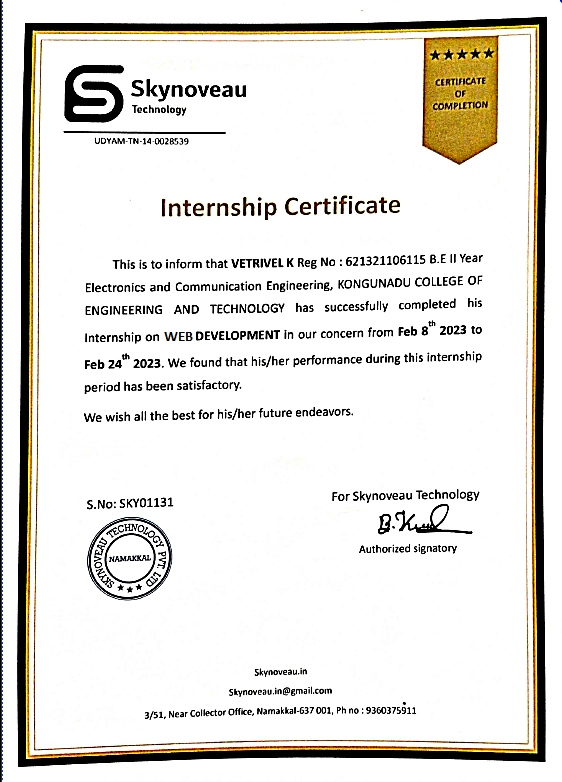 Skynoveau
Technology
UDYAM-TN-14-0028539
★★★★★
CERTIFICATE
OF
COMPLETION
Internship Certificate
This is to inform that VETRIVEL K Reg No : 621321106115 B.E II Year
Electronics and Communication Engineering, KONGUNADU COLLEGE OF
ENGINEERING AND TECHNOLOGY has successfully completed his
Internship on WEB DEVELOPMENT in our concern from Feb 8th 2023 to
Feb 24th 2023. We found that his/her performance during this internship
period has been satisfactory.
We wish all the best for his/her future endeavors.
S.No: SKY01131
SKYNOVEAU TECHNOLOGY PVT. LTD
NAMAKKAL
For Skynoveau Technology
Authorized signatory
Skynoveau.in
Skynoveau.in@gmail.com
3/51, Near Collector Office, Namakkal-637 001, Ph no : 9360375911